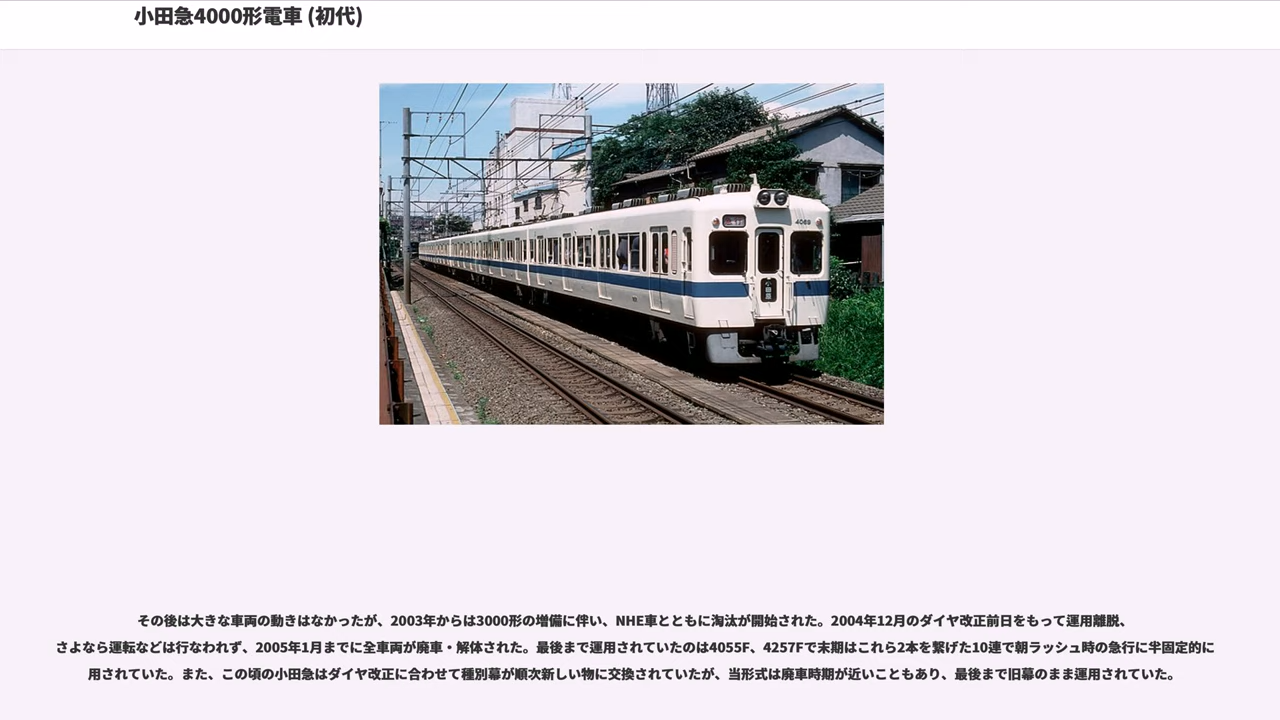 小田急4000形電車 (初代)
4069
小田急
その後は大きな車両の動きはなかったが、2003年からは3000形の増備に伴い、NHE車とともに淘汰が開始された。2004年12月のダイヤ改正前日をもって運用離脱、
さよなら運転などは行なわれず、2005年1月までに全車両が廃車・解体された。最後まで運用されていたのは4055F、4257Fで末期はこれら2本を繋げた10連で朝ラッシュ時の急行に半固定的に
用されていた。また、この頃の小田急はダイヤ改正に合わせて種別幕が順次新しい物に交換されていたが、当形式は廃車時期が近いこともあり、最後まで旧幕のまま運用されていた。